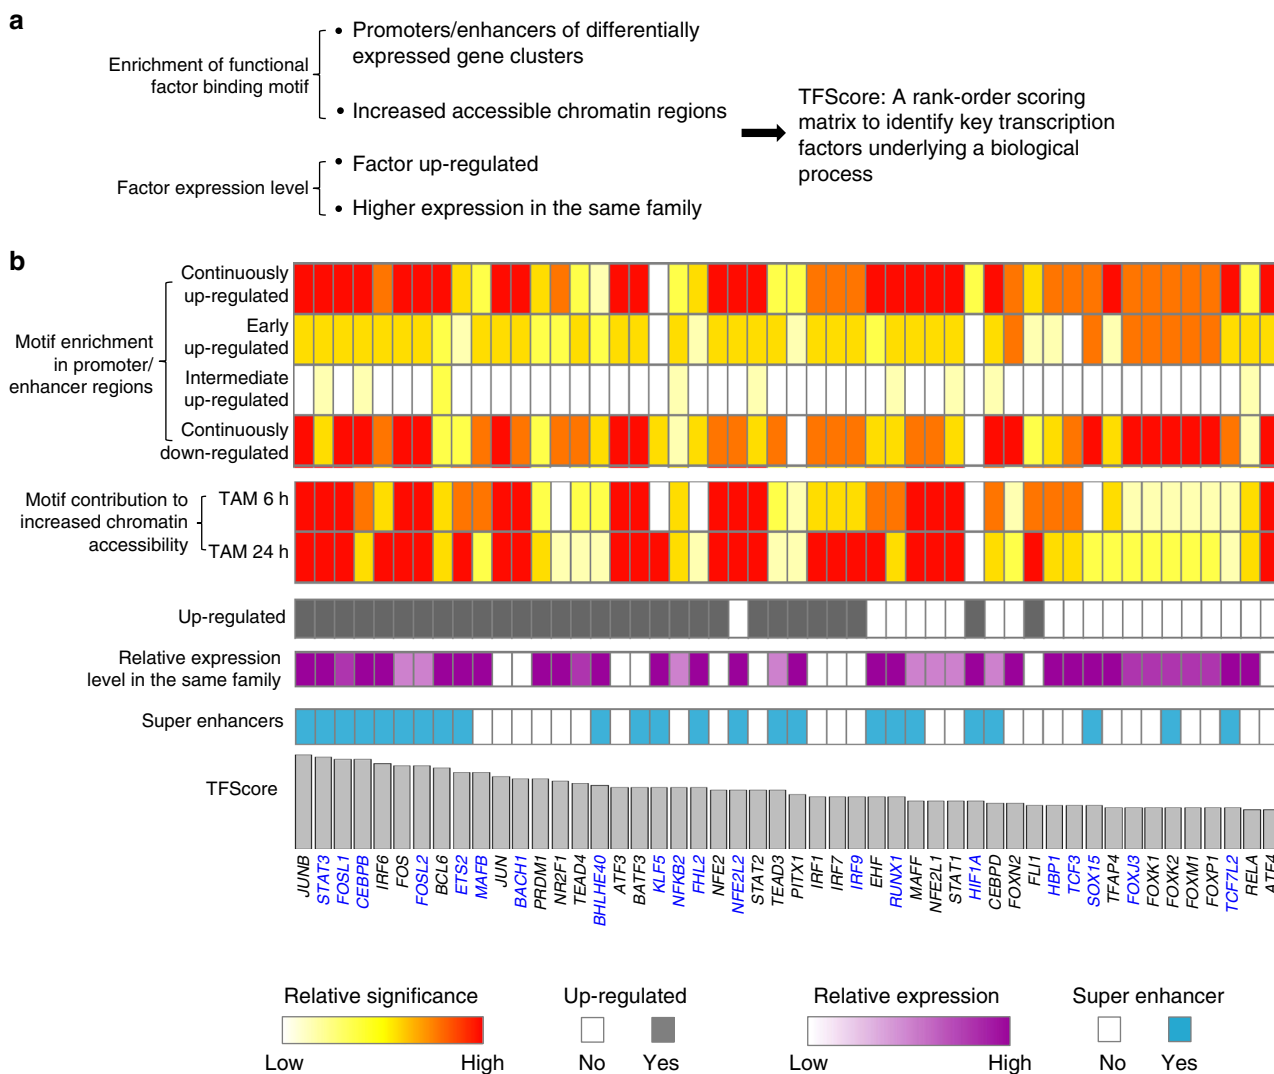 a
Enrichment of functional
factor binding motif
• Promoters/enhancers of differentially
expressed gene clusters
• Increased accessible chromatin regions
Factor expression level
• Factor up-regulated
• Higher expression in the same family
TFScore: A rank-order scoring
matrix to identify key transcription
factors underlying a biological
process
b
Motif enrichment
in promoter/
enhancer regions
Continuously
up-regulated
Early
up-regulated
Intermediate
up-regulated
Continuously
down-regulated
Motif contribution to
increased chromatin
accessibility
TAM 6 h
TAM 24 h
Up-regulated
Relative expression
level in the same family
Super enhancers
TFScore
JUNB
STAT3
FOSL1
CEBPB
IRF6
FOS
FOSL2
BCL6
ETS2
MAFB
JUN
BACH1
PRDM1
NR2F1
TEAD4
BHLHE40
ATF3
BATF3
KLF5
NFKB2
FHL2
NFE2
NFE2L2
STAT2
TEAD3
PITX1
IRF1
IRF7
IRF9
EHF
RUNX1
MAFF
NFE2L1
STAT1
HIF1A
CEBPD
FOXN2
FLI1
HBP1
TCF3
SOX15
TFAP4
FOXJ3
FOXK1
FOXK2
FOXM1
FOXP1
TCF7L2
RELA
ATF4
Relative significance
Low High
Up-regulated
No Yes
Relative expression
Low High
Super enhancer
No Yes